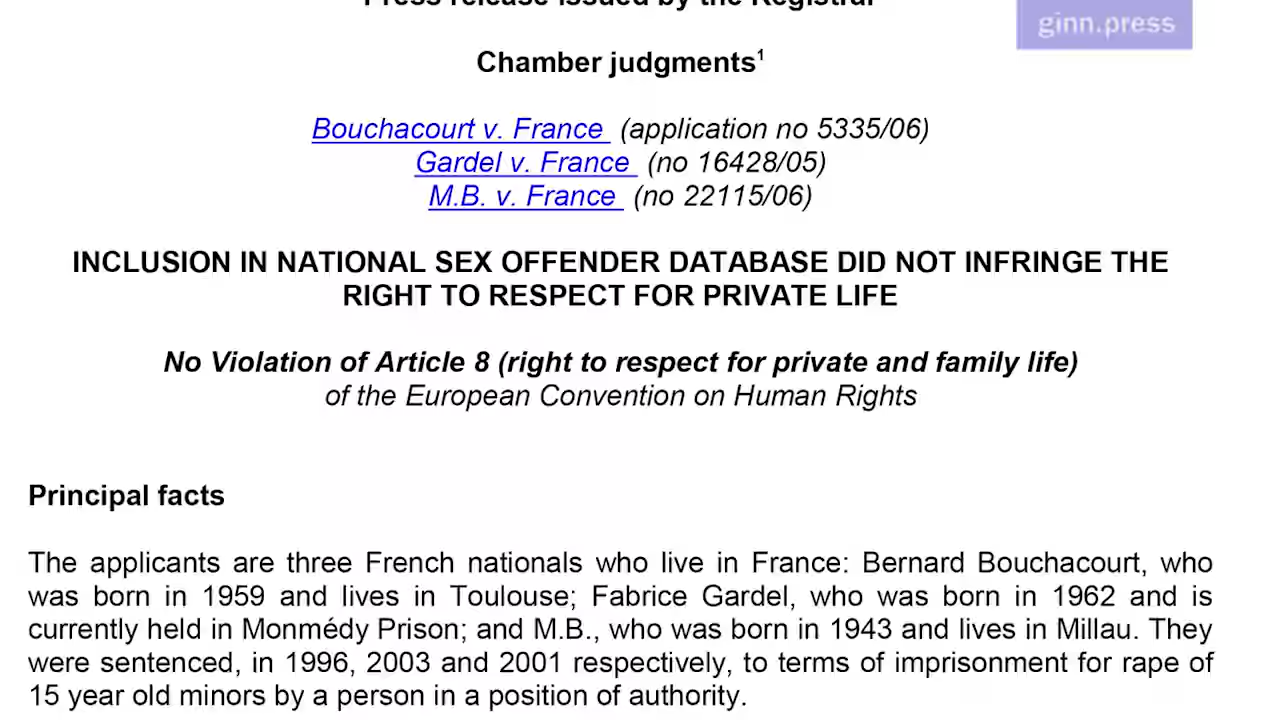 Press release issued by the Registrar
ginn.press
Chamber judgments¹
Bouchacourt v. France (application no 5335/06)
Gardel v. France (no 16428/05)
M.B. v. France (no 22115/06)
INCLUSION IN NATIONAL SEX OFFENDER DATABASE DID NOT INFRINGE THE
RIGHT TO RESPECT FOR PRIVATE LIFE
No Violation of Article 8 (right to respect for private and family life)
of the European Convention on Human Rights
Principal facts
The applicants are three French nationals who live in France: Bernard Bouchacourt, who
was born in 1959 and lives in Toulouse; Fabrice Gardel, who was born in 1962 and is
currently held in Monmédy Prison; and M.B., who was born in 1943 and lives in Millau. They
were sentenced, in 1996, 2003 and 2001 respectively, to terms of imprisonment for rape of
15 year old minors by a person in a position of authority.